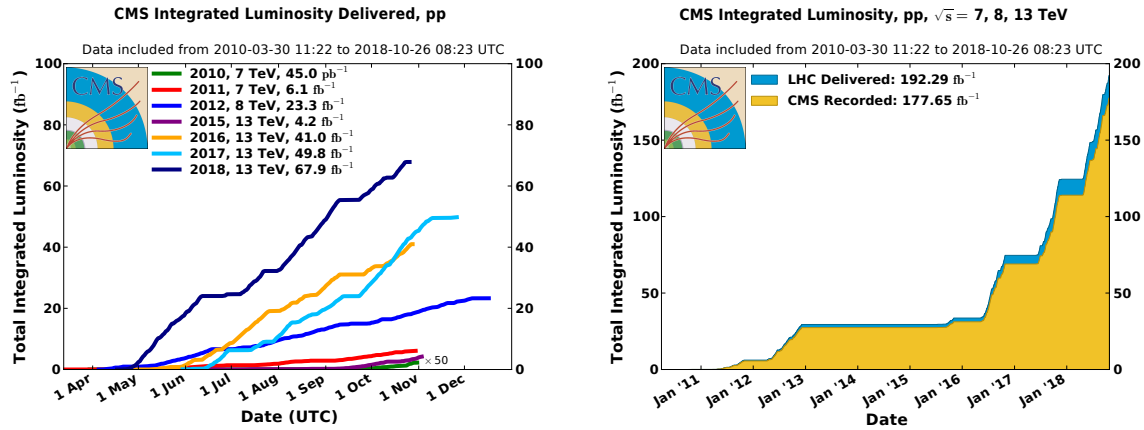 CMS Integrated Luminosity Delivered, pp
Data included from 2010-03-30 11:22 to 2018-10-26 08:23 UTC
CMS
2010, 7 TeV, 45.0 pb⁻¹
2011, 7 TeV, 6.1 fb⁻¹
2012, 8 TeV, 23.3 fb⁻¹
2015, 13 TeV, 4.2 fb⁻¹
2016, 13 TeV, 41.0 fb⁻¹
2017, 13 TeV, 49.8 fb⁻¹
2018, 13 TeV, 67.9 fb⁻¹
Total Integrated Luminosity (fb⁻¹)
100
80
60
40
20
0
100
80
60
40
20
0
× 50
1 Apr
1 May
1 Jun
1 Jul
1 Aug
1 Sep
1 Oct
1 Nov
1 Dec
Date (UTC)
CMS Integrated Luminosity, pp, √s = 7, 8, 13 TeV
Data included from 2010-03-30 11:22 to 2018-10-26 08:23 UTC
CMS
LHC Delivered: 192.29 fb⁻¹
CMS Recorded: 177.65 fb⁻¹
Total Integrated Luminosity (fb⁻¹)
200
150
100
50
0
200
150
100
50
0
Jan '11
Jan '12
Jan '13
Jan '14
Jan '15
Jan '16
Jan '17
Jan '18
Date